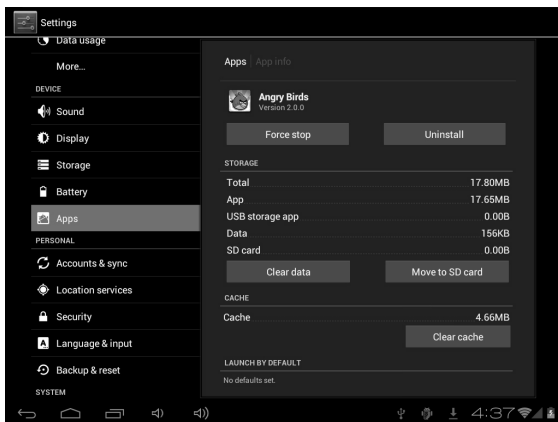 Settings
Data usage
More...
DEVICE
Sound
Display
Storage
Battery
Apps
PERSONAL
Accounts & sync
Location services
Security
A Language & input
Backup & reset
SYSTEM
Apps App info
Angry Birds
Version 2.0.0
Force stop Uninstall
STORAGE
Total 17.80MB
App 17.65MB
USB storage app 0.00B
Data 156KB
SD card 0.00B
Clear data Move to SD card
CACHE
Cache 4.66MB
Clear cache
LAUNCH BY DEFAULT
No defaults set.
4:37